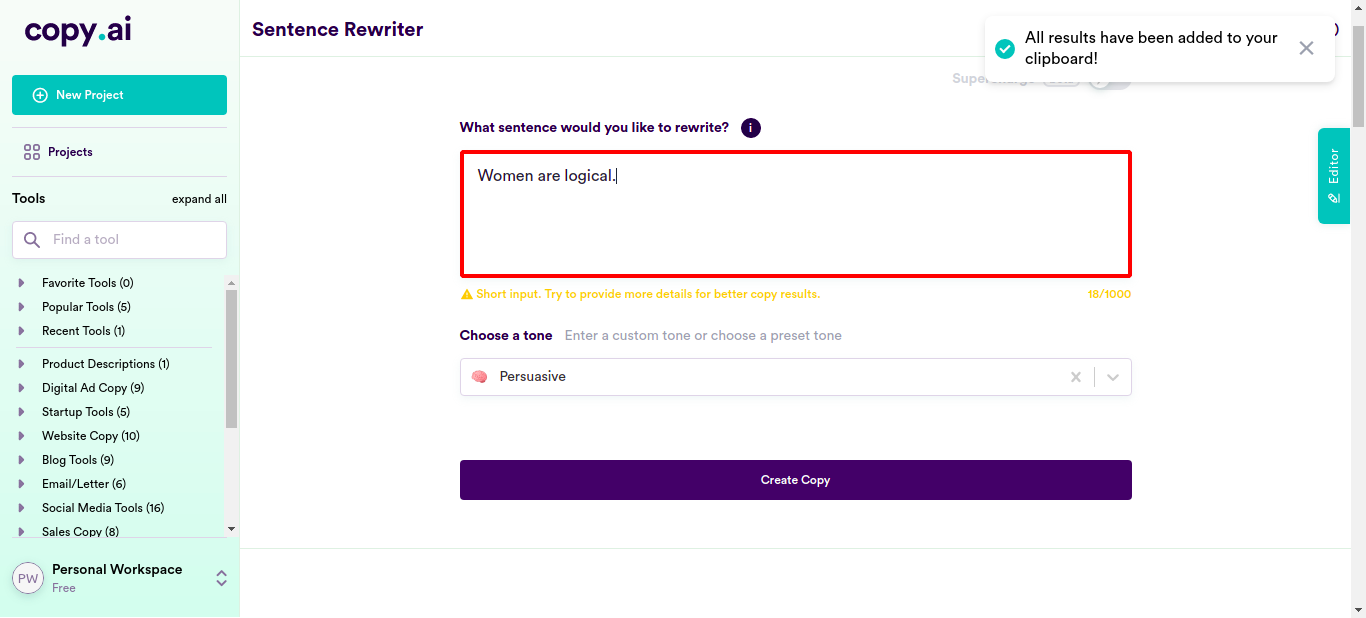 copy.ai
Sentence Rewriter
All results have been added to your
clipboard!
New Project
Projects
Tools
expand all
Find a tool
Favorite Tools (0)
Popular Tools (5)
Recent Tools (1)
Product Descriptions (1)
Digital Ad Copy (9)
Startup Tools (5)
Website Copy (10)
Blog Tools (9)
Email/Letter (6)
Social Media Tools (16)
Sales Copy (8)
PW
Personal Workspace
Free
What sentence would you like to rewrite?
i
Women are logical.
Short input. Try to provide more details for better copy results.
18/1000
Choose a tone
Enter a custom tone or choose a preset tone
Persuasive
Create Copy
Editor